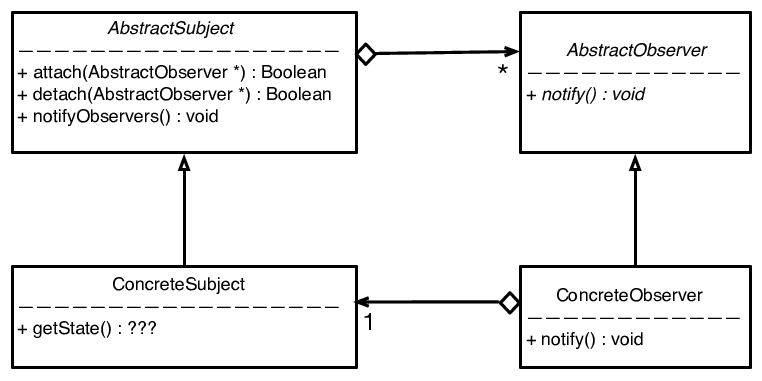 AbstractSubject
+ attach(AbstractObserver *) : Boolean
+ detach(AbstractObserver *) : Boolean
+ notifyObservers() : void
*
AbstractObserver
+ notify() : void
ConcreteSubject
+ getState() : ???
1
ConcreteObserver
+ notify() : void